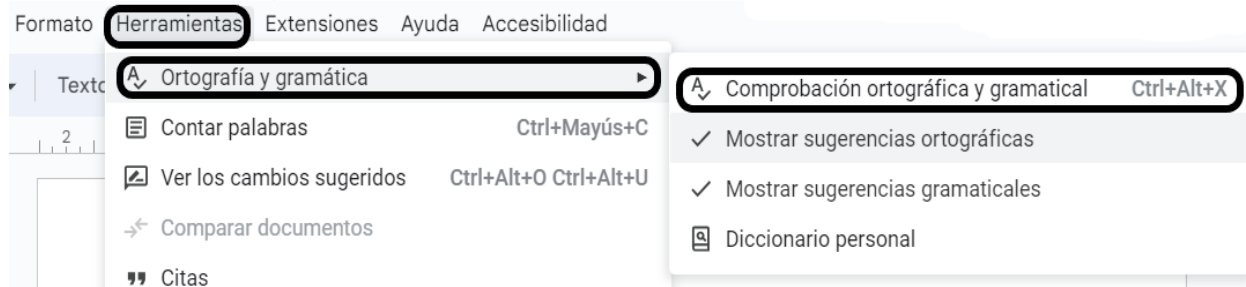 Formato Herramientas Extensiones Ayuda Accesibilidad
Texto
Ortografía y gramática
Comprobación ortográfica y gramatical Ctrl+Alt+X
2
Contar palabras Ctrl+Mayús+C
Mostrar sugerencias ortográficas
Ver los cambios sugeridos Ctrl+Alt+O Ctrl+Alt+U
Mostrar sugerencias gramaticales
Comparar documentos
Diccionario personal
Citas